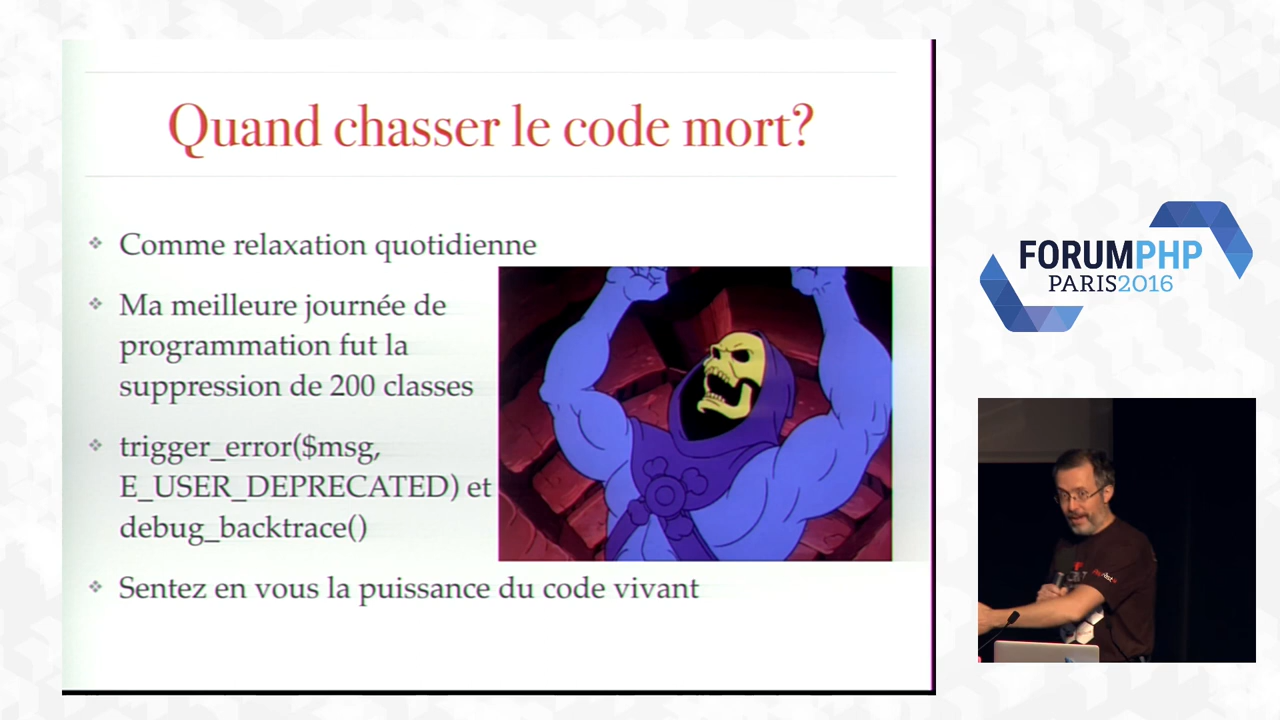 Quand chasser le code mort?
Comme relaxation quotidienne
Ma meilleure journée de
programmation fut la
suppression de 200 classes
trigger_error($msg,
E_USER_DEPRECATED) et
debug_backtrace()
Sentez en vous la puissance du code vivant
FORUMPHP
PARIS2016